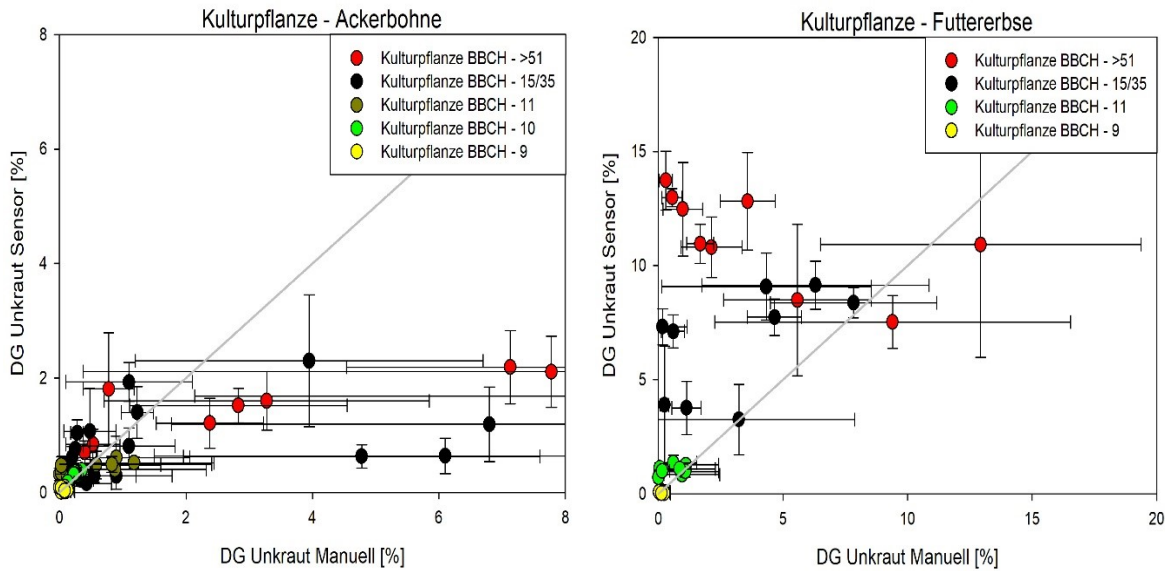 Kulturpflanze - Ackerbohne
8
6
4
2
0
DG Unkraut Sensor [%]
Kulturpflanze BBCH - >51
Kulturpflanze BBCH - 15/35
Kulturpflanze BBCH - 11
Kulturpflanze BBCH - 10
Kulturpflanze BBCH - 9
0 2 4 6 8
DG Unkraut Manuell [%]
Kulturpflanze - Futtererbse
20
15
10
5
0
DG Unkraut Sensor [%]
Kulturpflanze BBCH - >51
Kulturpflanze BBCH - 15/35
Kulturpflanze BBCH - 11
Kulturpflanze BBCH - 9
0 5 10 15 20
DG Unkraut Manuell [%]